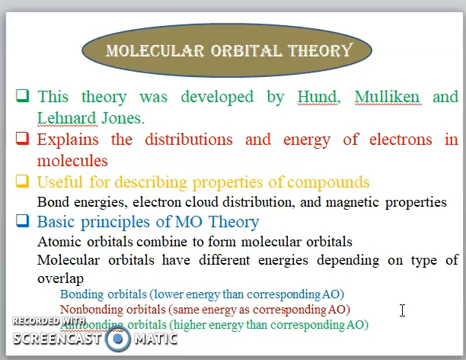 MOLECULAR ORBITAL THEORY
This theory was developed by Hund, Mulliken and
Lehnard Jones.
Explains the distributions and energy of electrons in
molecules
Useful for describing properties of compounds
Bond energies, electron cloud distribution, and magnetic properties
Basic principles of MO Theory
Atomic orbitals combine to form molecular orbitals
Molecular orbitals have different energies depending on type of
overlap
Bonding orbitals (lower energy than corresponding AO)
Nonbonding orbitals (same energy as corresponding AO)
Antibonding orbitals (higher energy than corresponding AO)
RECORDED WITH
SCREENCAST MATIC